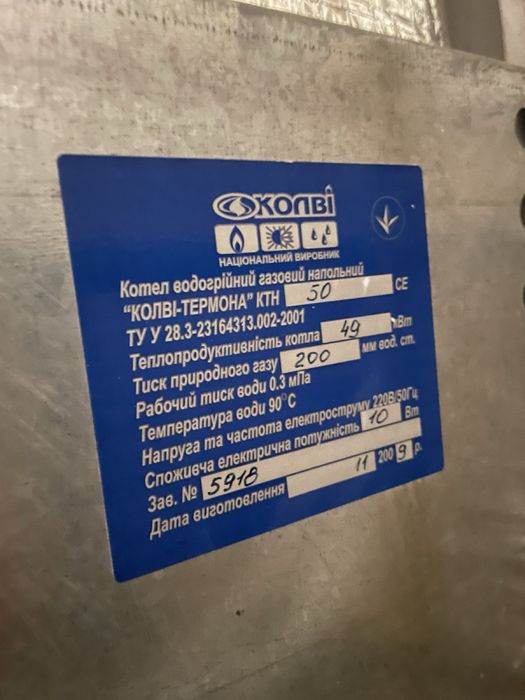 КОЛВІ
НАЦІОНАЛЬНИЙ ВИРОБНИК
Котел водогрійний газовий напольний
"КОЛВІ-ТЕРМОНА" КТН 50 СЕ
ТУ У 28.3-23164313.002-2001
Теплопродуктивність котла 49 кВт
Тиск природного газу 200 мм вод. ст.
Рабочий тиск води 0.3 мПа
Температура води 90°С
Напруга та частота електроструму 220В/50Гц
Споживча електрична потужність 10 Вт
Зав. № 5918
Дата виготовлення 11 2009 р.